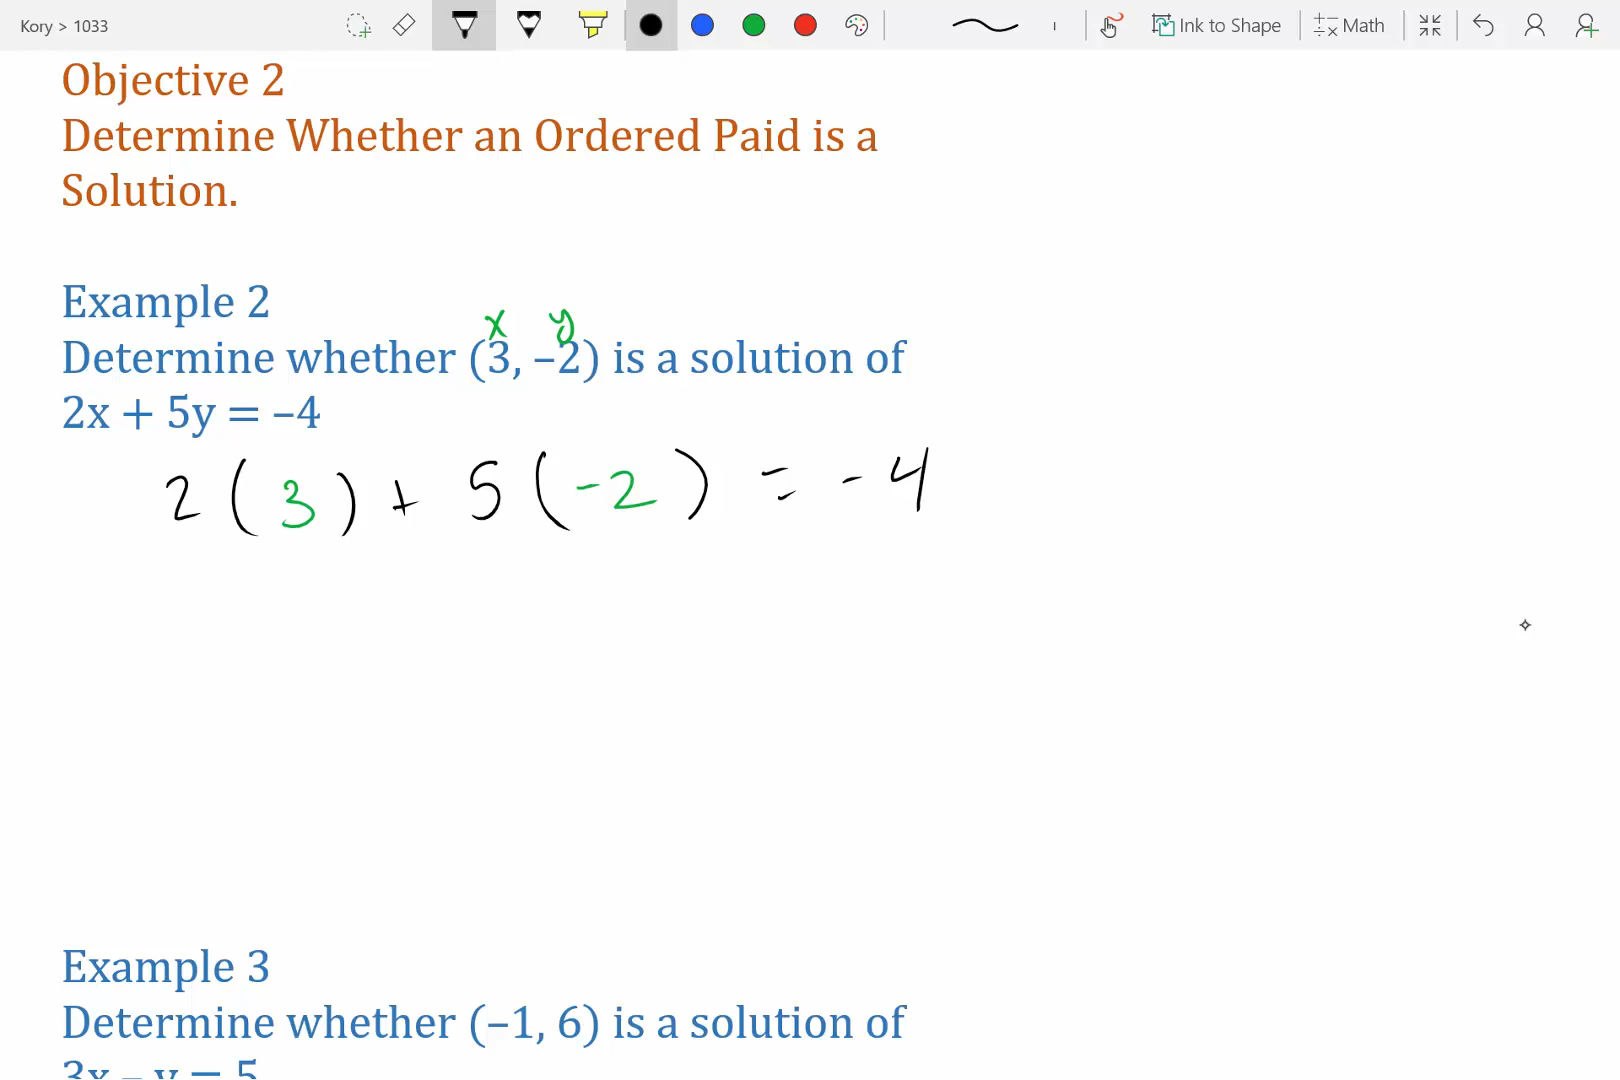 Kory > 1033 Ink to Shape Math
Objective 2
Determine Whether an Ordered Paid is a
Solution.
Example 2
x y
Determine whether (3, –2) is a solution of
2x + 5y = –4
2 ( 3 ) + 5 ( -2 ) = - 4
Example 3
Determine whether (–1, 6) is a solution of
3x – y = 5